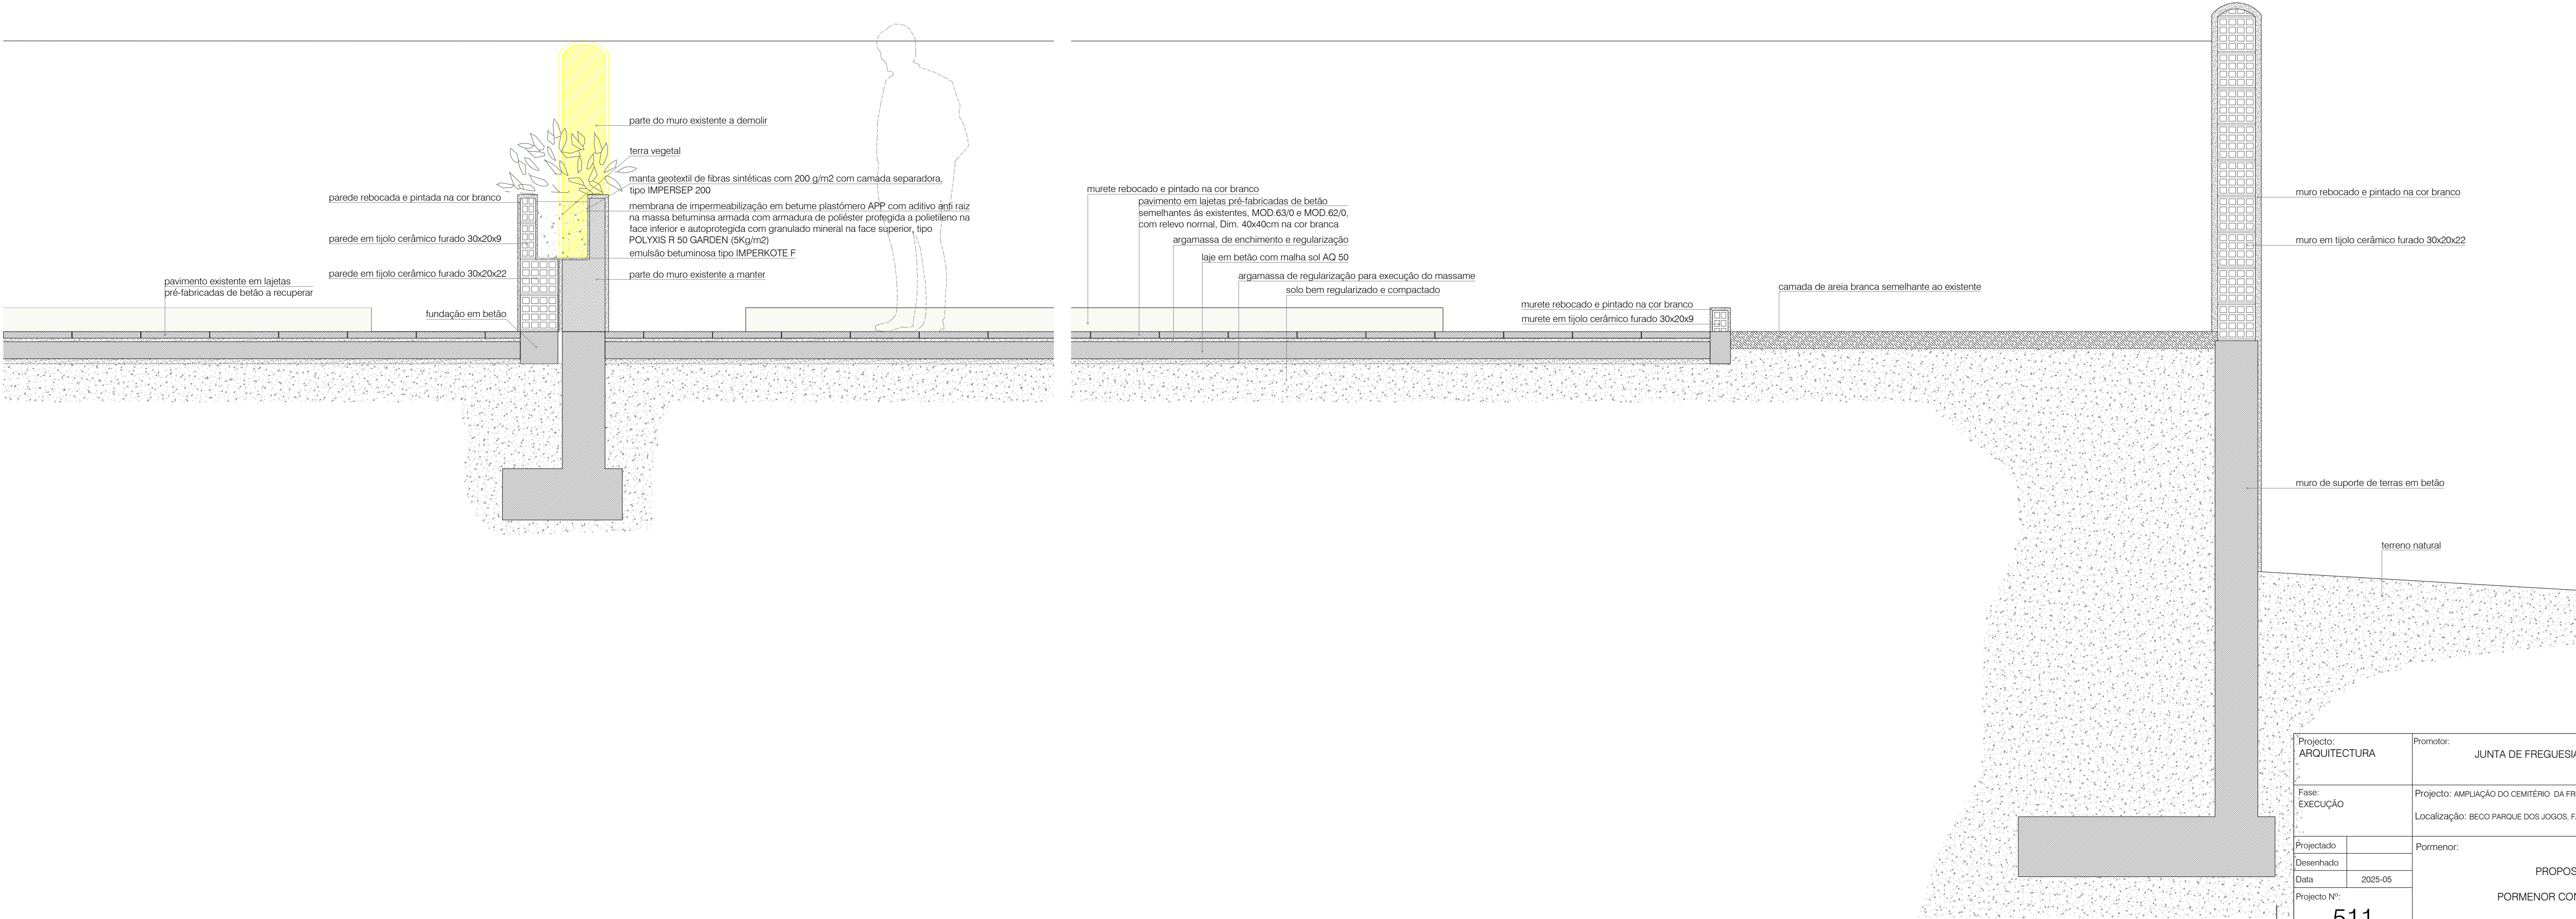 parte do muro existente a demolir
terra vegetal
manta geotextil de fibras sintéticas com 200 g/m2 com camada separadora,
tipo IMPERSEP 200
membrana de impermeabilização em betume plastómero APP com aditivo anti raiz
na massa betuminsa armada com armadura de poliéster protegida a polietileno na
face inferior e autoprotegida com granulado mineral na face superior, tipo
POLYXIS R 50 GARDEN (5Kg/m2)
emulsão betuminosa tipo IMPERKOTE F
parte do muro existente a manter
parede rebocada e pintada na cor branco
parede em tijolo cerâmico furado 30x20x9
parede em tijolo cerâmico furado 30x20x22
pavimento existente em lajetas
pré-fabricadas de betão a recuperar
fundação em betão
murete rebocado e pintado na cor branco
pavimento em lajetas pré-fabricadas de betão
semelhantes ás existentes, MOD.63/0 e MOD.62/0,
com relevo normal, Dim. 40x40cm na cor branca
argamassa de enchimento e regularização
laje em betão com malha sol AQ 50
argamassa de regularização para execução do massame
solo bem regularizado e compactado
murete rebocado e pintado na cor branco
murete em tijolo cerâmico furado 30x20x9
camada de areia branca semelhante ao existente
muro rebocado e pintado na cor branco
muro em tijolo cerâmico furado 30x20x22
muro de suporte de terras em betão
terreno natural
Projecto:
ARQUITECTURA
Promotor:
JUNTA DE FREGUESIA
Fase:
EXECUÇÃO
Projecto: AMPLIAÇÃO DO CEMITÉRIO DA FR
Localização: BECO PARQUE DOS JOGOS, F
Projectado
Desenhado
Data 2025-05
Projecto Nº:
511
Pormenor:
PROPOS
PORMENOR CON